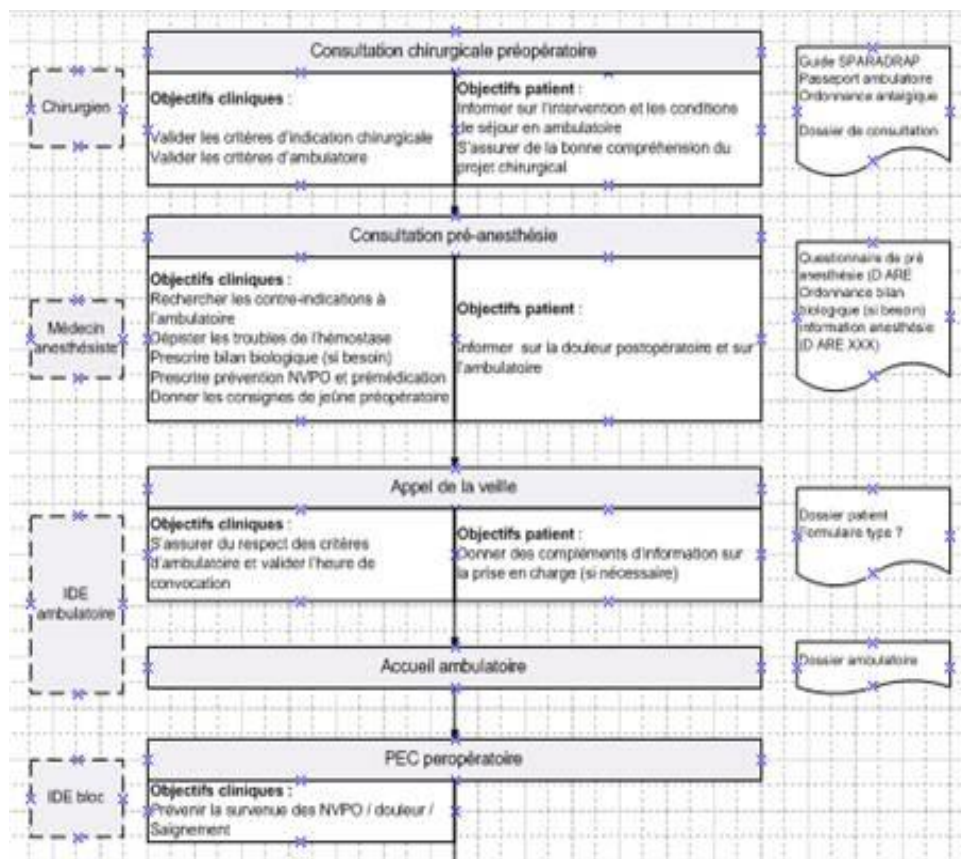 Consultation chirurgicale préopératoire
Chirurgien
Objectifs cliniques :
Valider les critères d'indication chirurgicale
Valider les critères d'ambulatoire
Objectifs patient :
Informer sur l'intervention et les conditions
de séjour en ambulatoire
S'assurer de la bonne compréhension du
projet chirurgical
Guide SPARADRAP
Passeport ambulatoire
Ordonnance antalgique
Dossier de consultation
Consultation pré-anesthésie
Médecin
anesthésiste
Objectifs cliniques :
Rechercher les contre-indications à
l'ambulatoire
Dépister les troubles de l'hémostase
Prescrire bilan biologique (si besoin)
Prescrire prévention NVPO et prémédication
Donner les consignes de jeûne préopératoire
Objectifs patient :
Informer sur la douleur postopératoire et sur
l'ambulatoire
Questionnaire de pré
anesthésie (D ARE
Ordonnance bilan
biologique (si besoin)
information anesthésie
(D ARE XXX)
Appel de la veille
IDE
ambulatoire
Objectifs cliniques :
S'assurer du respect des critères
d'ambulatoire et valider l'heure de
convocation
Objectifs patient :
Donner des compléments d'information sur
la prise en charge (si nécessaire)
Dossier patient
Formulaire type ?
Accueil ambulatoire
Dossier ambulatoire
PEC peropératoire
IDE bloc
Objectifs cliniques :
Prévenir la survenue des NVPO / douleur /
Saignement